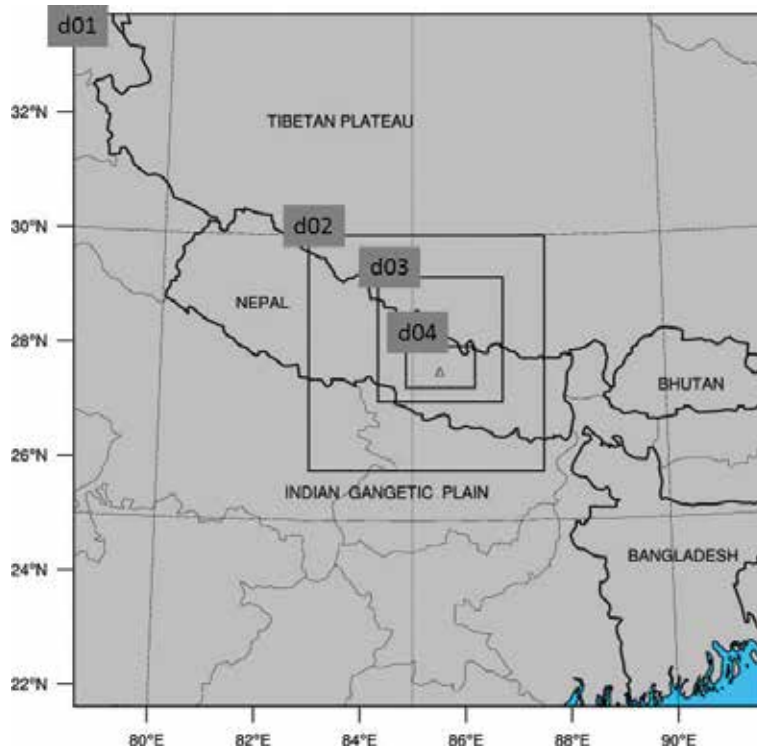 d01
32°N
TIBETAN PLATEAU
30°N
d02
d03
NEPAL
d04
28°N
BHUTAN
26°N
INDIAN GANGETIC PLAIN
24°N
BANGLADESH
22°N
80°E 82°E 84°E 86°E 88°E 90°E